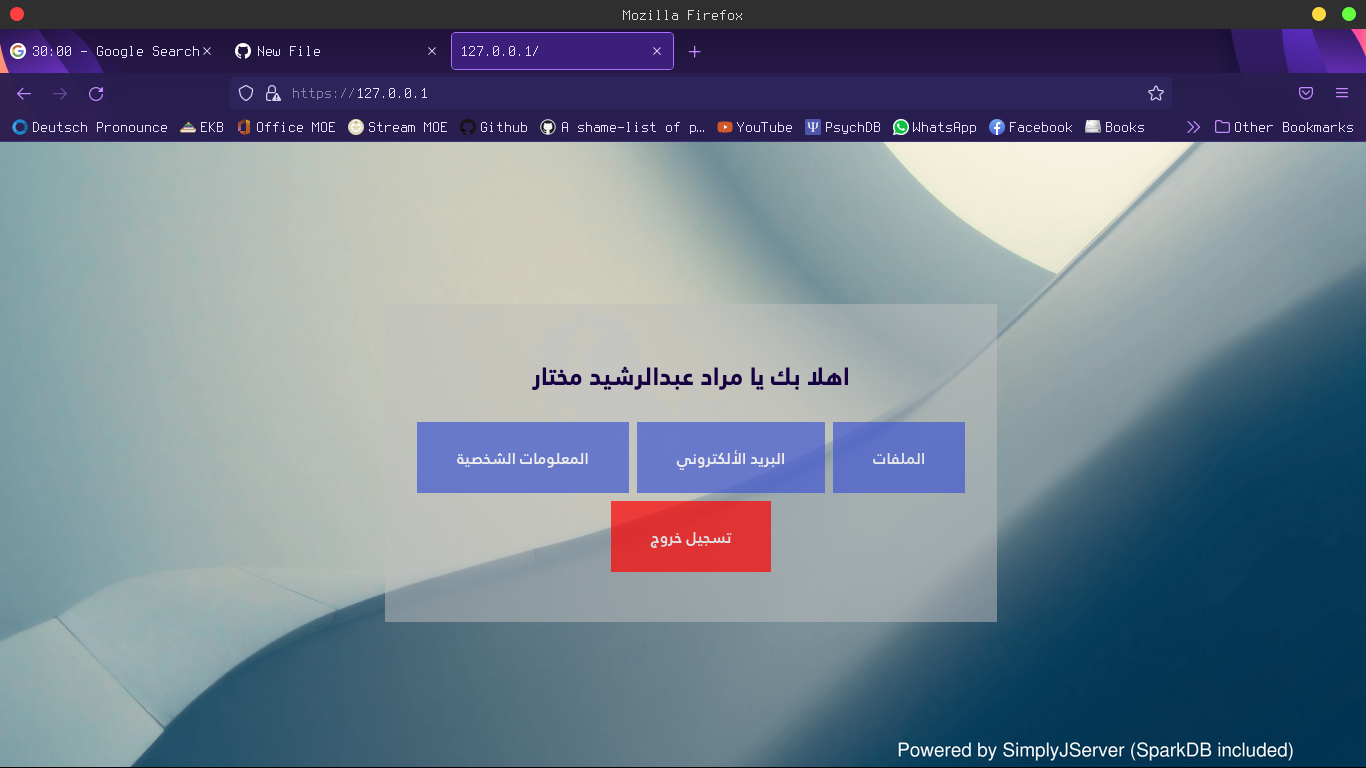 Mozilla Firefox
30:00 - Google Search
New File
127.0.0.1/
https://127.0.0.1
Deutsch Pronounce EKB Office MOE Stream MOE Github A shame-list of p… YouTube PsychDB WhatsApp Facebook Books Other Bookmarks
اهلا بك يا مراد عبدالرشيد مختار
الملفات
البريد الألكتروني
المعلومات الشخصية
تسجيل خروج
Powered by SimplyJServer (SparkDB included)